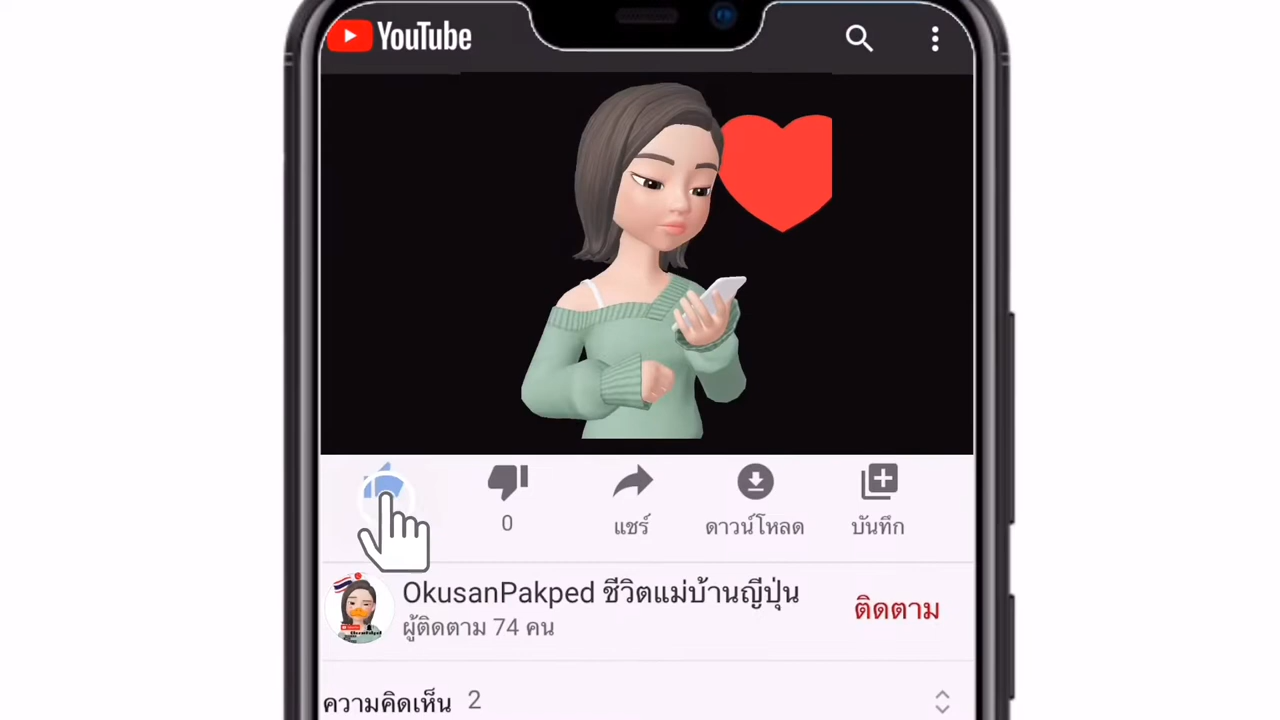 YouTube
0
แชร์
ดาวน์โหลด
บันทึก
OkusanPakped ชีวิตแม่บ้านญี่ปุ่น
ผู้ติดตาม 74 คน
ติดตาม
ความคิดเห็น 2